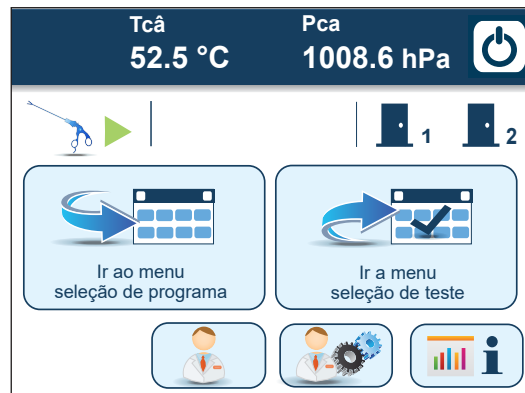 Tcâ Pca
52.5 °C 1008.6 hPa
1 2
Ir ao menu
seleção de programa
Ir a menu
seleção de teste
i